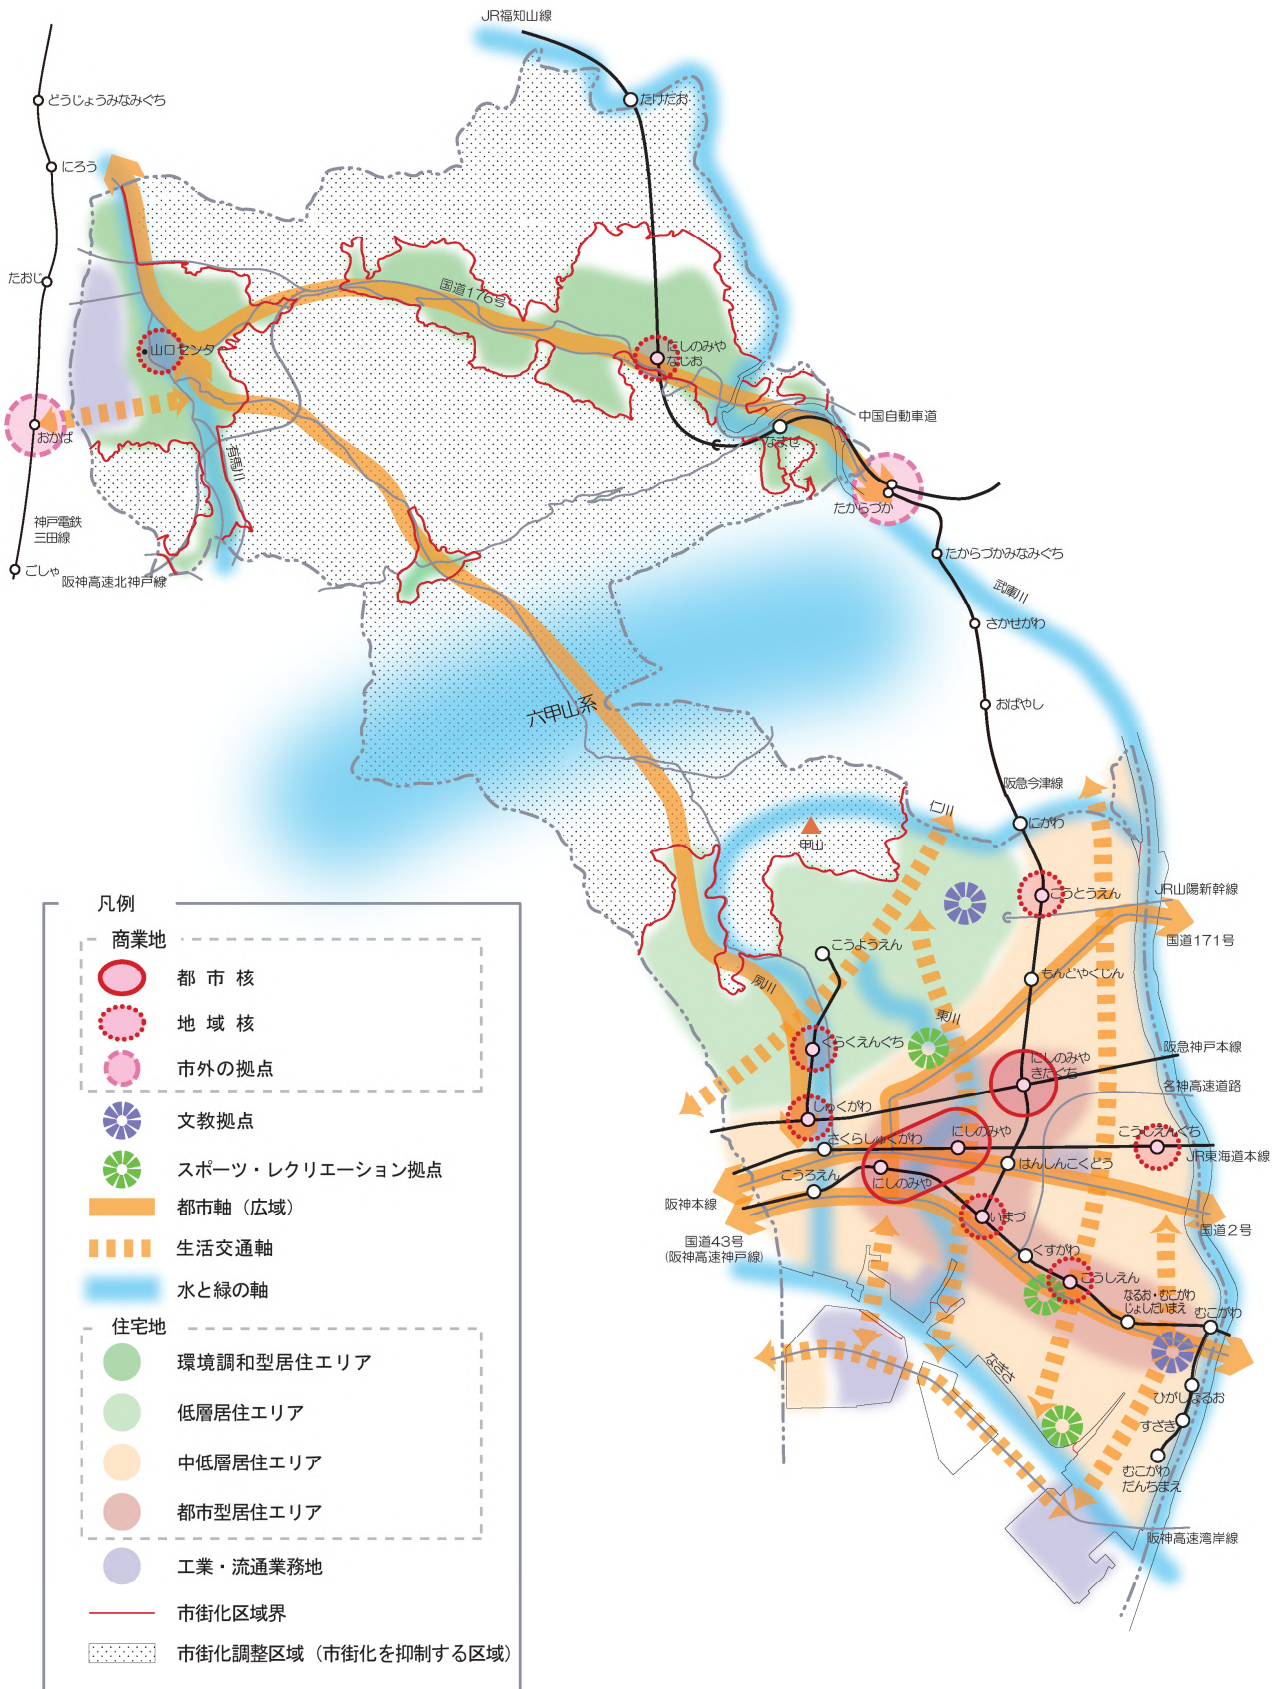 JR福知山線
たけだお
どうじょうみなみぐち
にろう
たおじ
国道176号
山口センター
にしのみや
なじお
おかば
中国自動車道
なまぜ
有馬川
たからづか
神戸電鉄
三田線
ごしゃ
阪神高速北神戸線
たからづかみなみぐち
武庫川
さかせがわ
六甲山系
おばやし
阪急今津線
仁川
にがわ
甲山
こうとうえん
JR山陽新幹線
国道171号
こうようえん
もんどやくじん
夙川
東川
くらくえんぐち
阪急神戸本線
にしのみや
きたぐち
名神高速道路
しゅくがわ
さくらしゅくがわ
にしのみや
こうしえんぐち
JR東海道本線
はんしんこくどう
こうろえん
にしのみや
阪神本線
いまづ
国道2号
国道43号
(阪神高速神戸線)
くすがわ
こうしえん
なるお・むこがわ
じょしだいまえ
むこがわ
なぎさ
ひがしなるお
すざき
むこがわ
だんちまえ
阪神高速湾岸線
凡例
商業地
都市核
地域核
市外の拠点
文教拠点
スポーツ・レクリエーション拠点
都市軸（広域）
生活交通軸
水と緑の軸
住宅地
環境調和型居住エリア
低層居住エリア
中低層居住エリア
都市型居住エリア
工業・流通業務地
市街化区域界
市街化調整区域（市街化を抑制する区域）